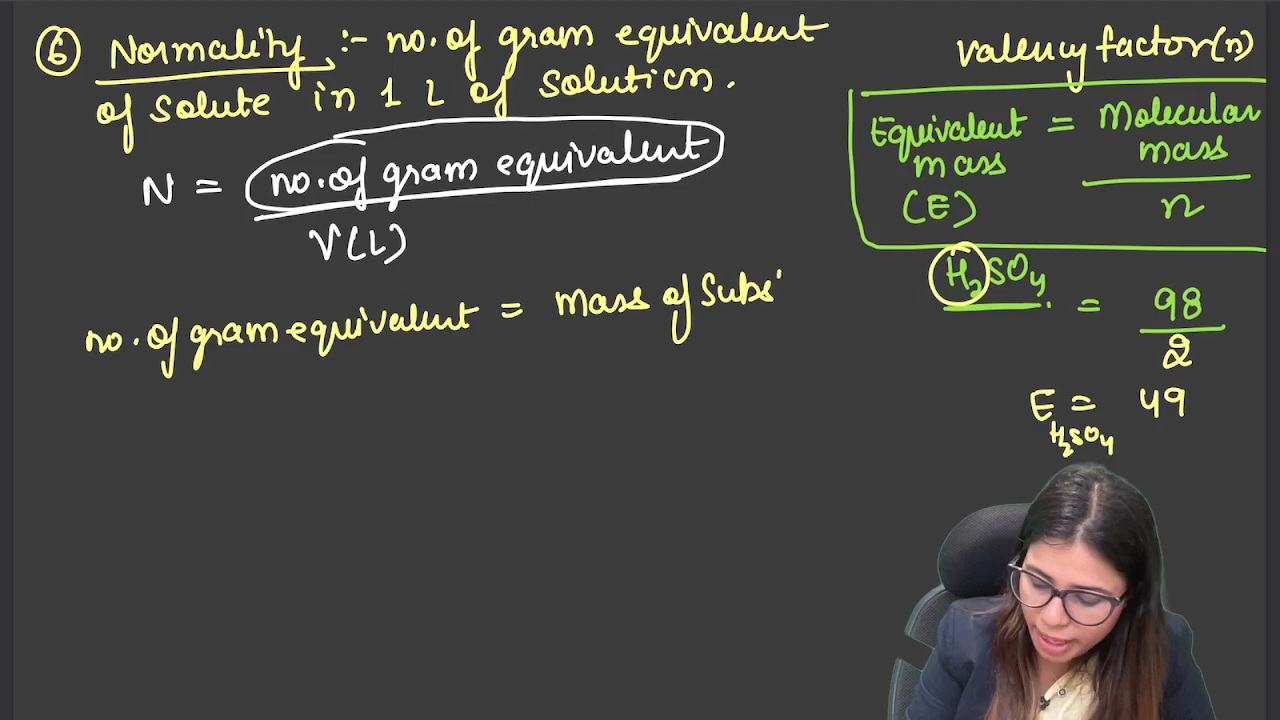 6 Normality :- no. of gram equivalent
of solute in 1 L of solution.
N = no. of gram equivalent
V(L)
no. of gram equivalent = Mass of Subs
Valency factor (n)
Equivalent mass (E) = Molecular mass
n
H₂SO₄ = 98
2
E H₂SO₄ = 49